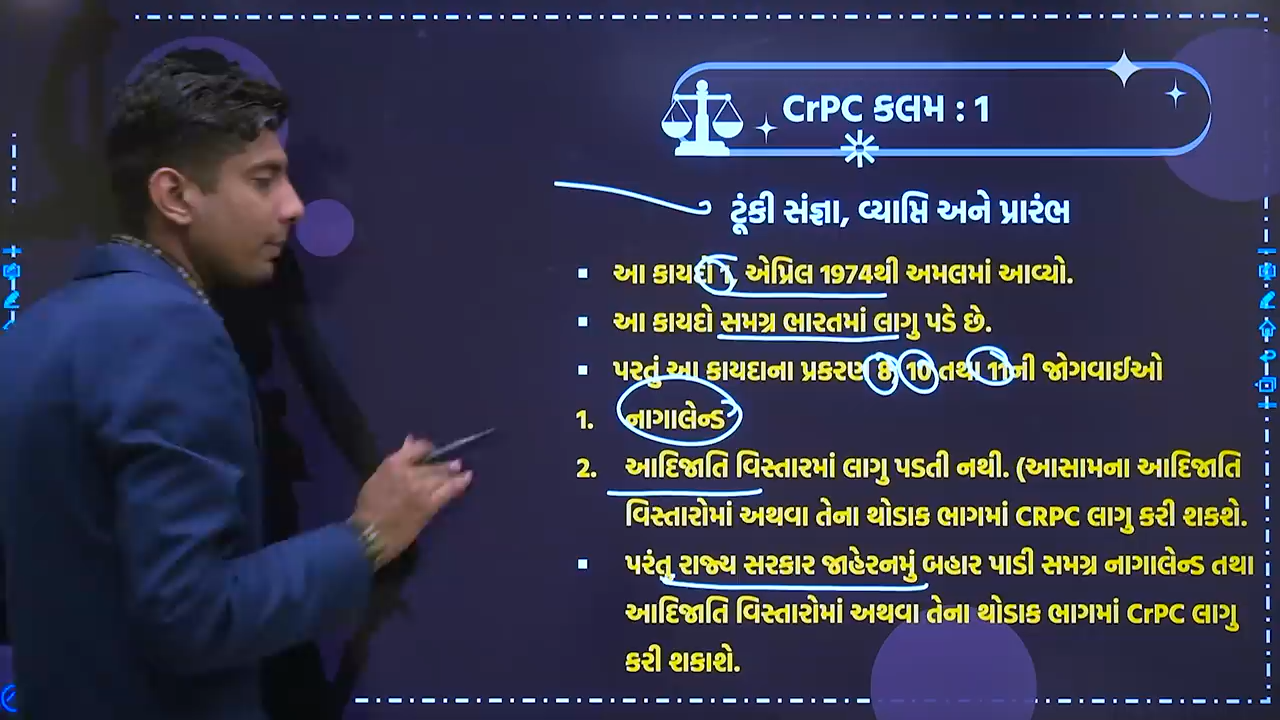 CrPC કલમ : 1
ટૂંકી સંજ્ઞા, વ્યાપ્તિ અને પ્રારંભ
▪ આ કાયદો 1, એપ્રિલ 1974થી અમલમાં આવ્યો.
▪ આ કાયદો સમગ્ર ભારતમાં લાગુ પડે છે.
▪ પરતું આ કાયદાના પ્રકરણ 8, 10 તથા 11ની જોગવાઈઓ
1. નાગાલેન્ડ
2. આદિજાતિ વિસ્તારમાં લાગુ પડતી નથી. (આસામના આદિજાતિ
વિસ્તારોમાં અથવા તેના થોડાક ભાગમાં CRPC લાગુ કરી શકશે.
▪ પરંતુ રાજ્ય સરકાર જાહેરનમું બહાર પાડી સમગ્ર નાગાલેન્ડ તથા
આદિજાતિ વિસ્તારોમાં અથવા તેના થોડાક ભાગમાં CrPC લાગુ
કરી શકાશે.